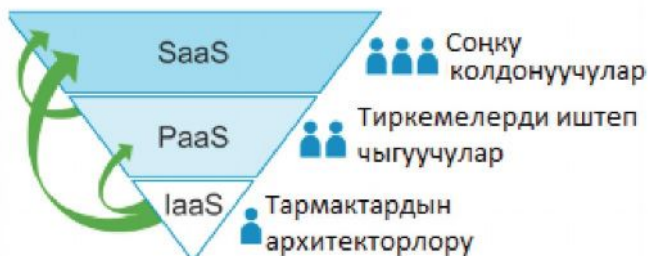 SaaS
Соңку
колдонуучулар
PaaS
Тиркемелерди иштеп
чыгуучулар
IaaS
Тармактардын
архитекторлору